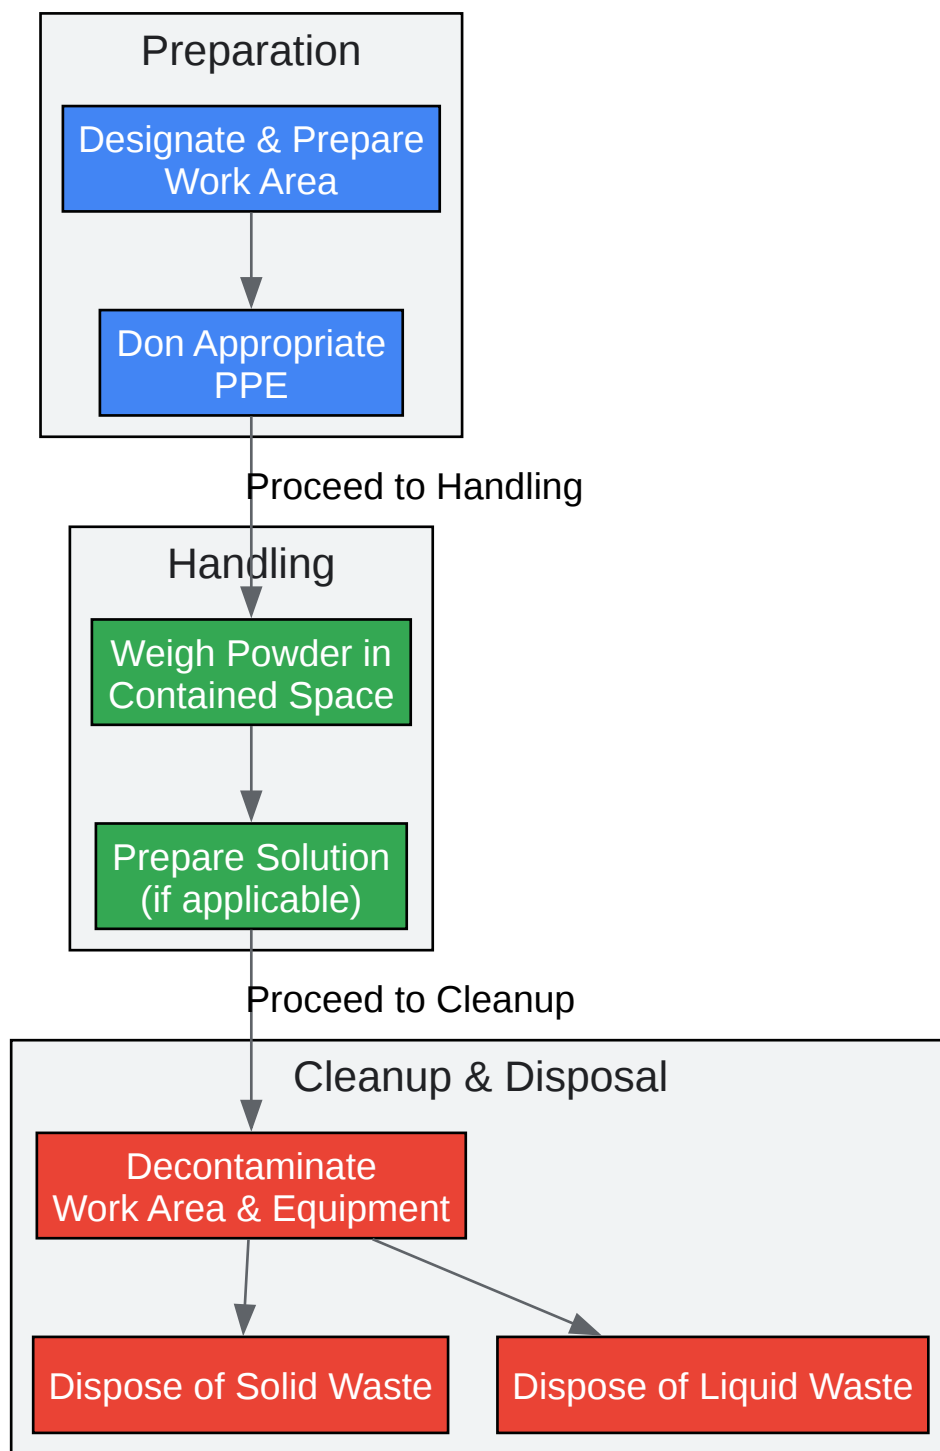 Preparation
Designate & Prepare
Work Area
Don Appropriate
PPE
Proceed to Handling
Handling
Weigh Powder in
Contained Space
Prepare Solution
(if applicable)
Proceed to Cleanup
Cleanup & Disposal
Decontaminate
Work Area & Equipment
Dispose of Solid Waste
Dispose of Liquid Waste